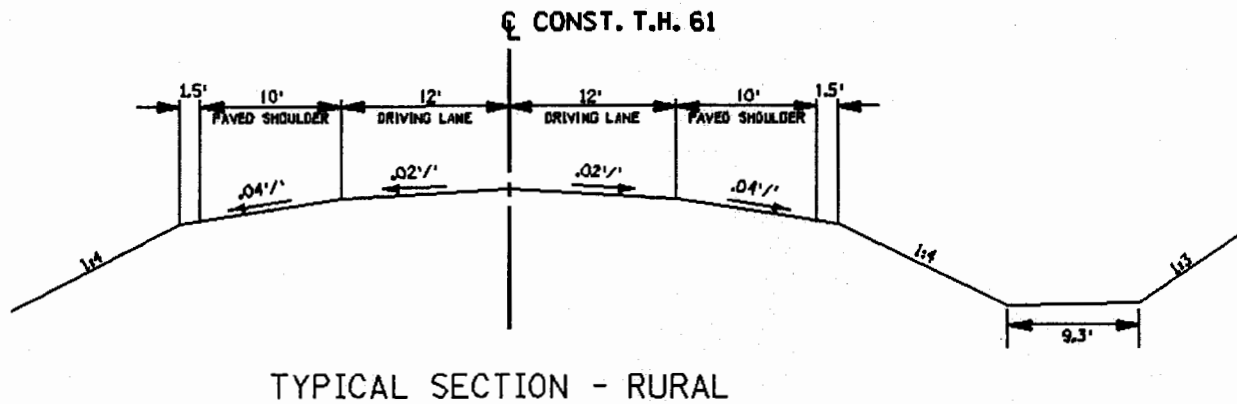 ℄ CONST. T.H. 61
1.5' 10' 12' 12' 10' 1.5'
PAVED SHOULDER DRIVING LANE DRIVING LANE PAVED SHOULDER
.04'/' .02'/' .02'/' .04'/'
1:4 1:4 1:3
9.3'
TYPICAL SECTION - RURAL